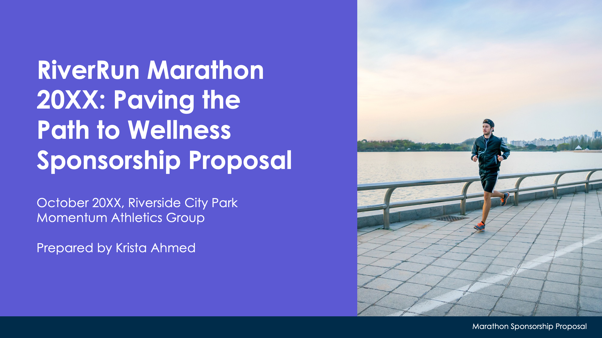 RiverRun Marathon
20XX: Paving the
Path to Wellness
Sponsorship Proposal
October 20XX, Riverside City Park
Momentum Athletics Group
Prepared by Krista Ahmed
Marathon Sponsorship Proposal